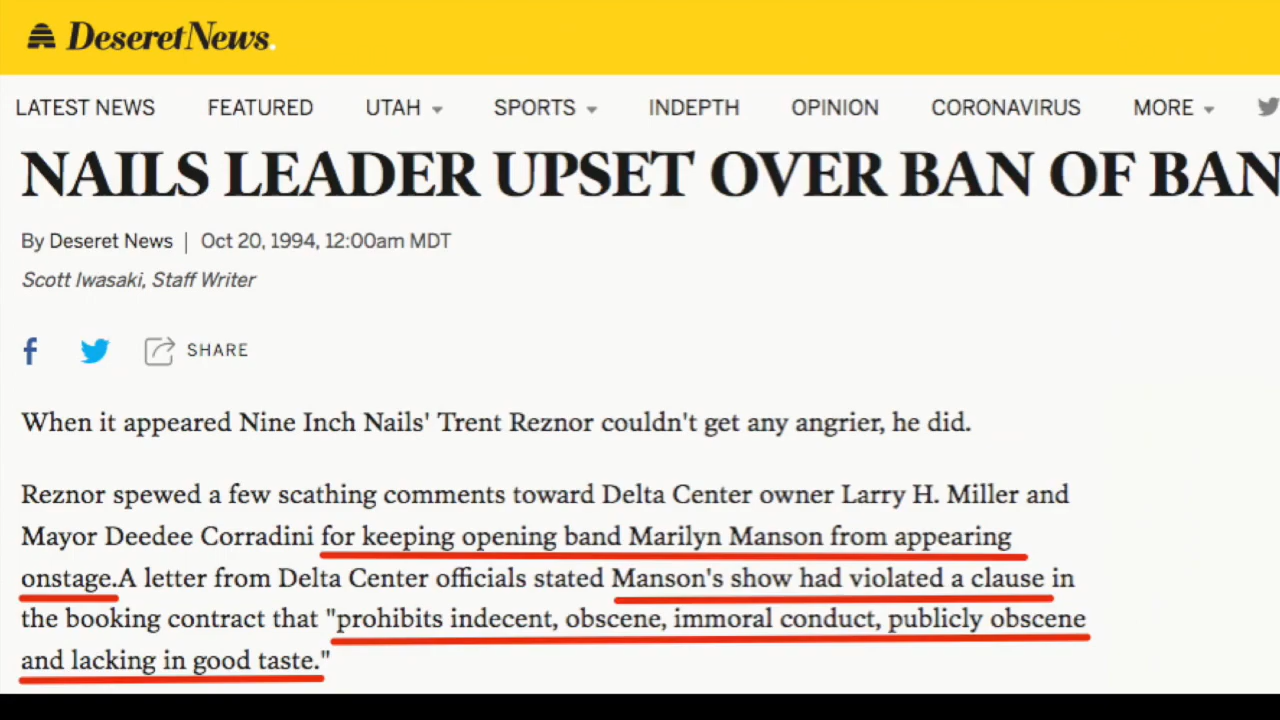 Deseret News.
LATEST NEWS FEATURED UTAH SPORTS INDEPTH OPINION CORONAVIRUS MORE
NAILS LEADER UPSET OVER BAN OF BAN
By Deseret News | Oct 20, 1994, 12:00am MDT
Scott Iwasaki, Staff Writer
SHARE
When it appeared Nine Inch Nails' Trent Reznor couldn't get any angrier, he did.
Reznor spewed a few scathing comments toward Delta Center owner Larry H. Miller and
Mayor Deedee Corradini for keeping opening band Marilyn Manson from appearing
onstage.A letter from Delta Center officials stated Manson's show had violated a clause in
the booking contract that "prohibits indecent, obscene, immoral conduct, publicly obscene
and lacking in good taste."